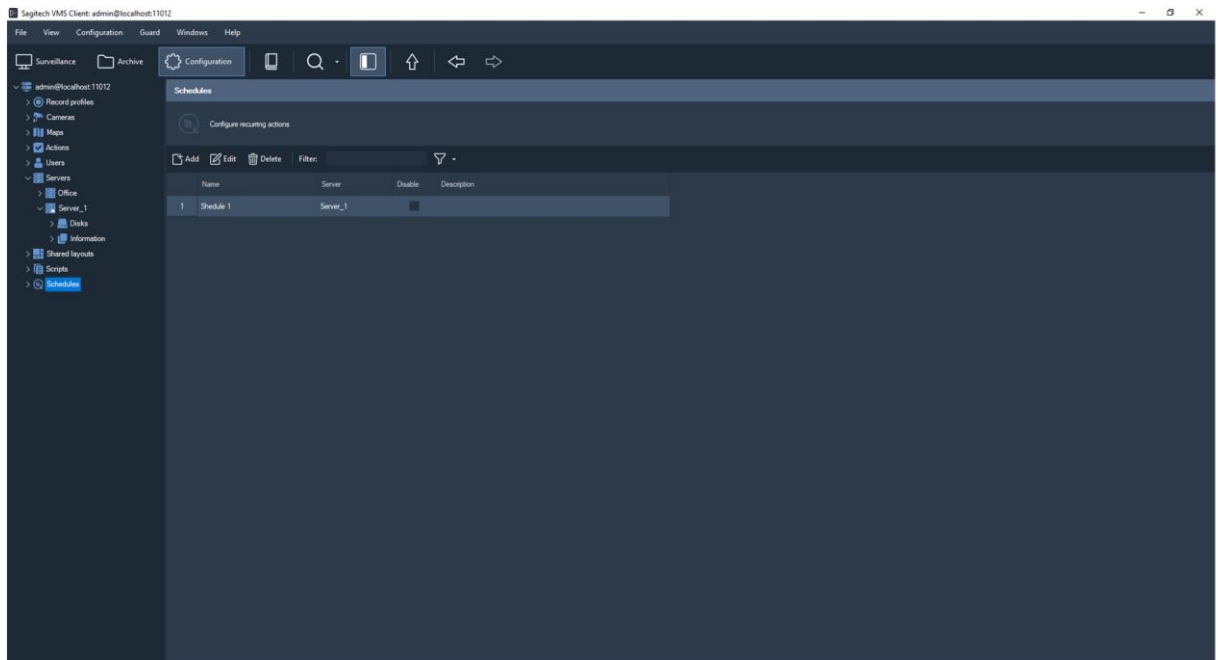 Sagitech VMS Client: admin@localhost:11012
File View Configuration Guard Windows Help
Surveillance Archive Configuration
admin@localhost:11012
Record profiles
Cameras
Maps
Actions
Users
Servers
Office
Server_1
Disks
Information
Shared layouts
Scripts
Schedules
Schedules
Configure recurring actions
Add Edit Delete Filter:
Name Server Disable Description
1 Shedule 1 Server_1